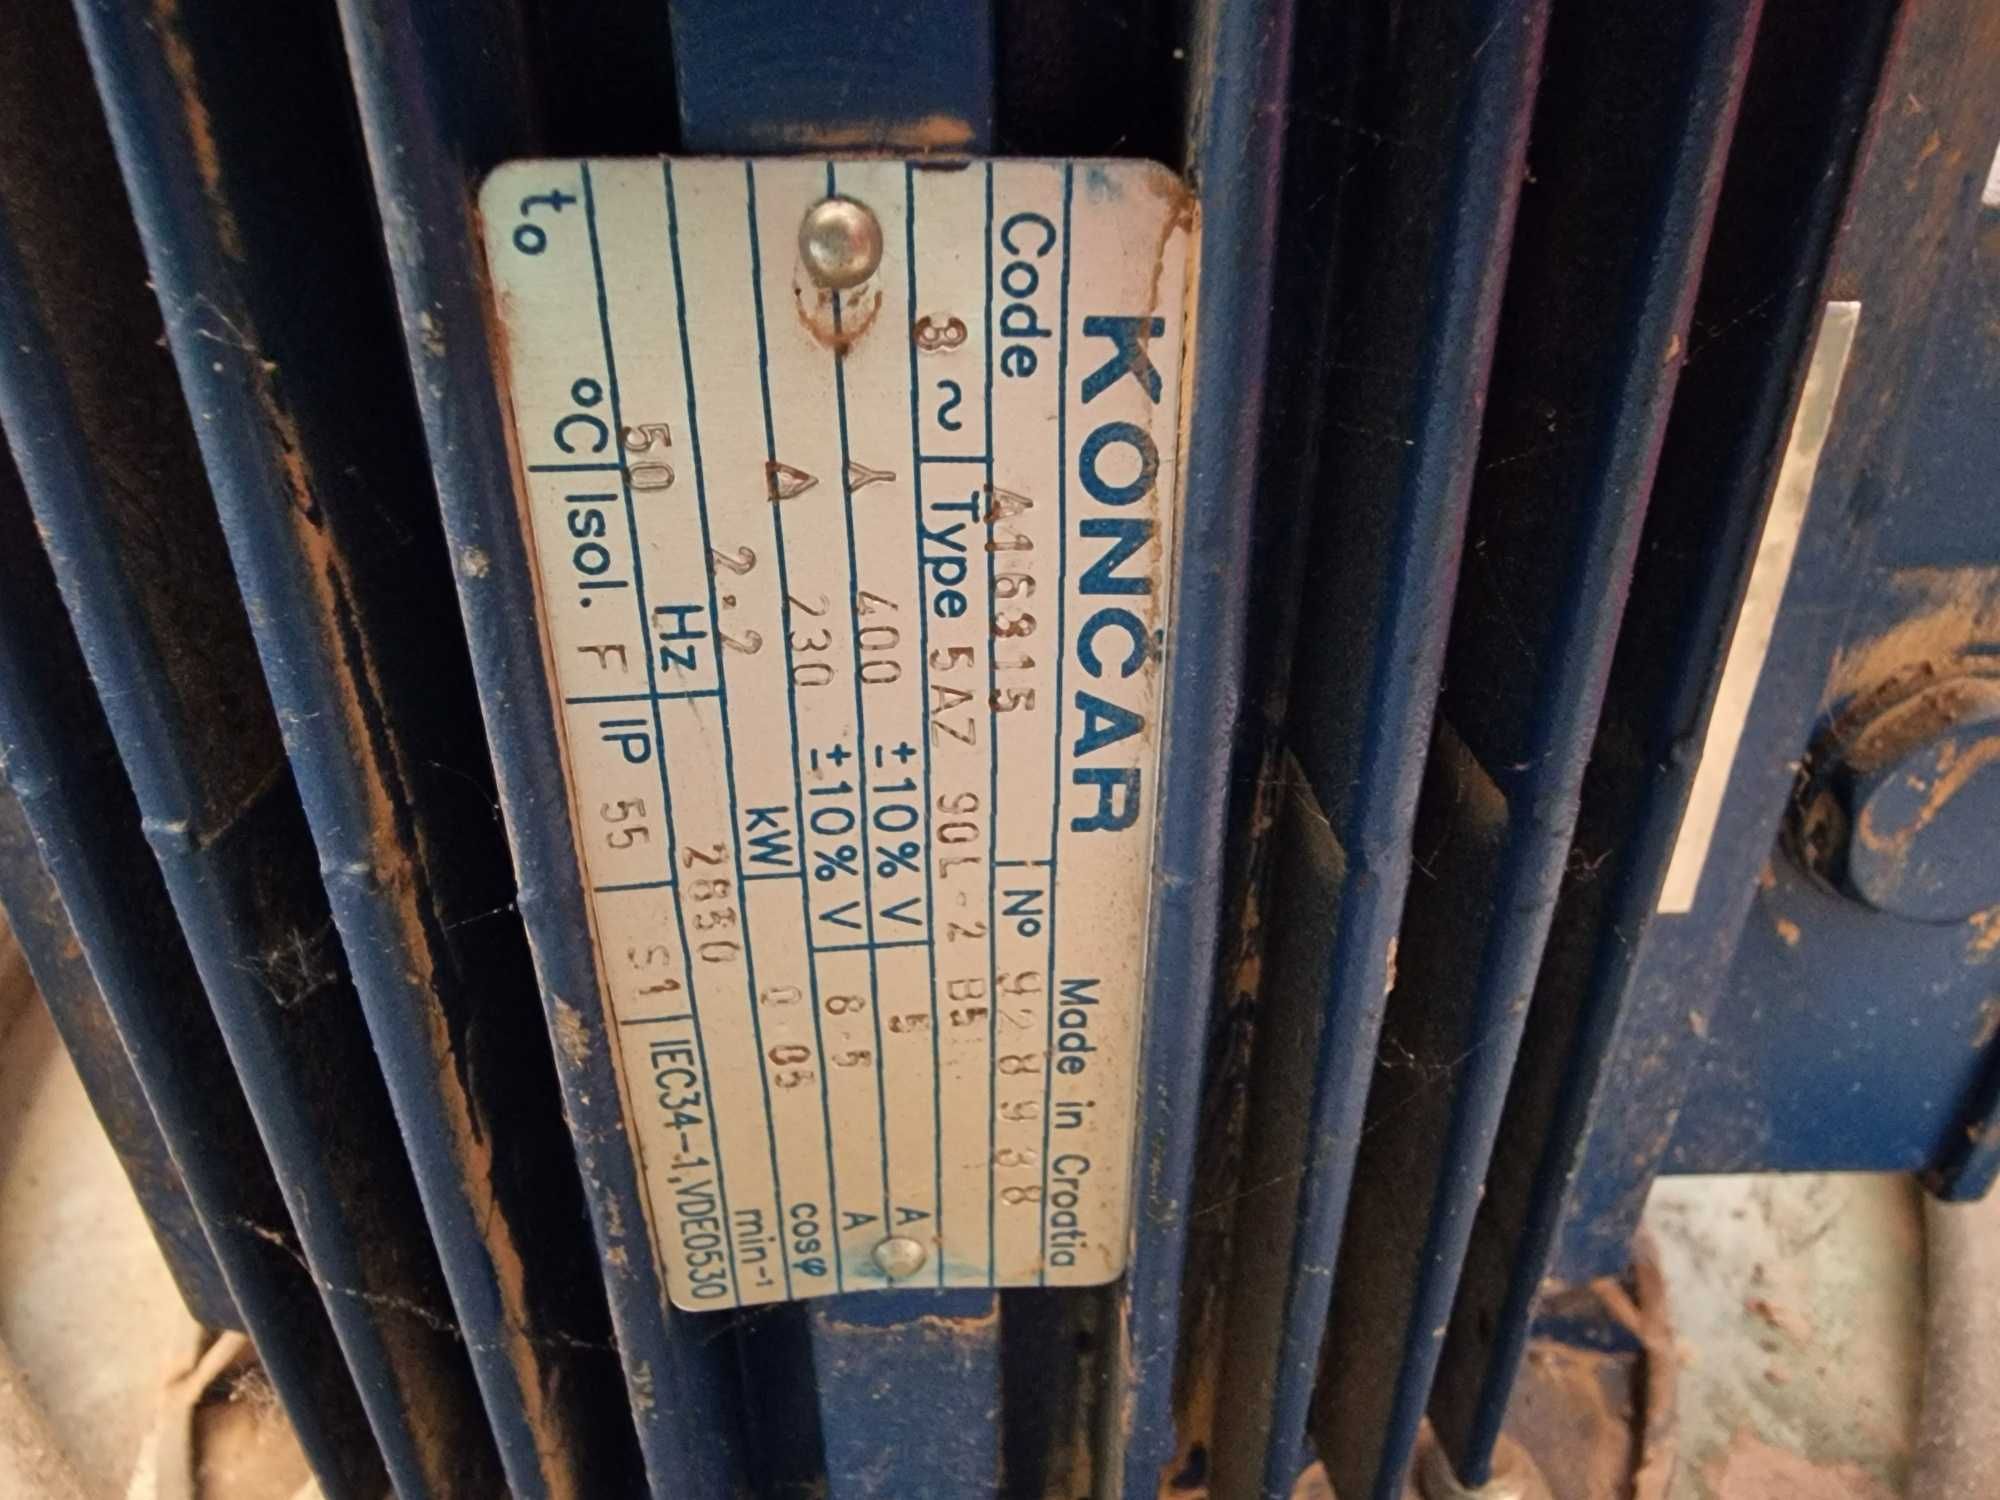 KONČAR Made in Croatia
Code A16315 Nº 9288938
3 ~ Type 5AZ 90L-2 B5
Y 400 ±10% V 5 A
Δ 230 ±10% V 8.5 A
2.2 kW 0.85 cosφ
50 Hz 2830 min⁻¹
to °C Isol. F IP 55 S1 IEC34-1,VDE0530